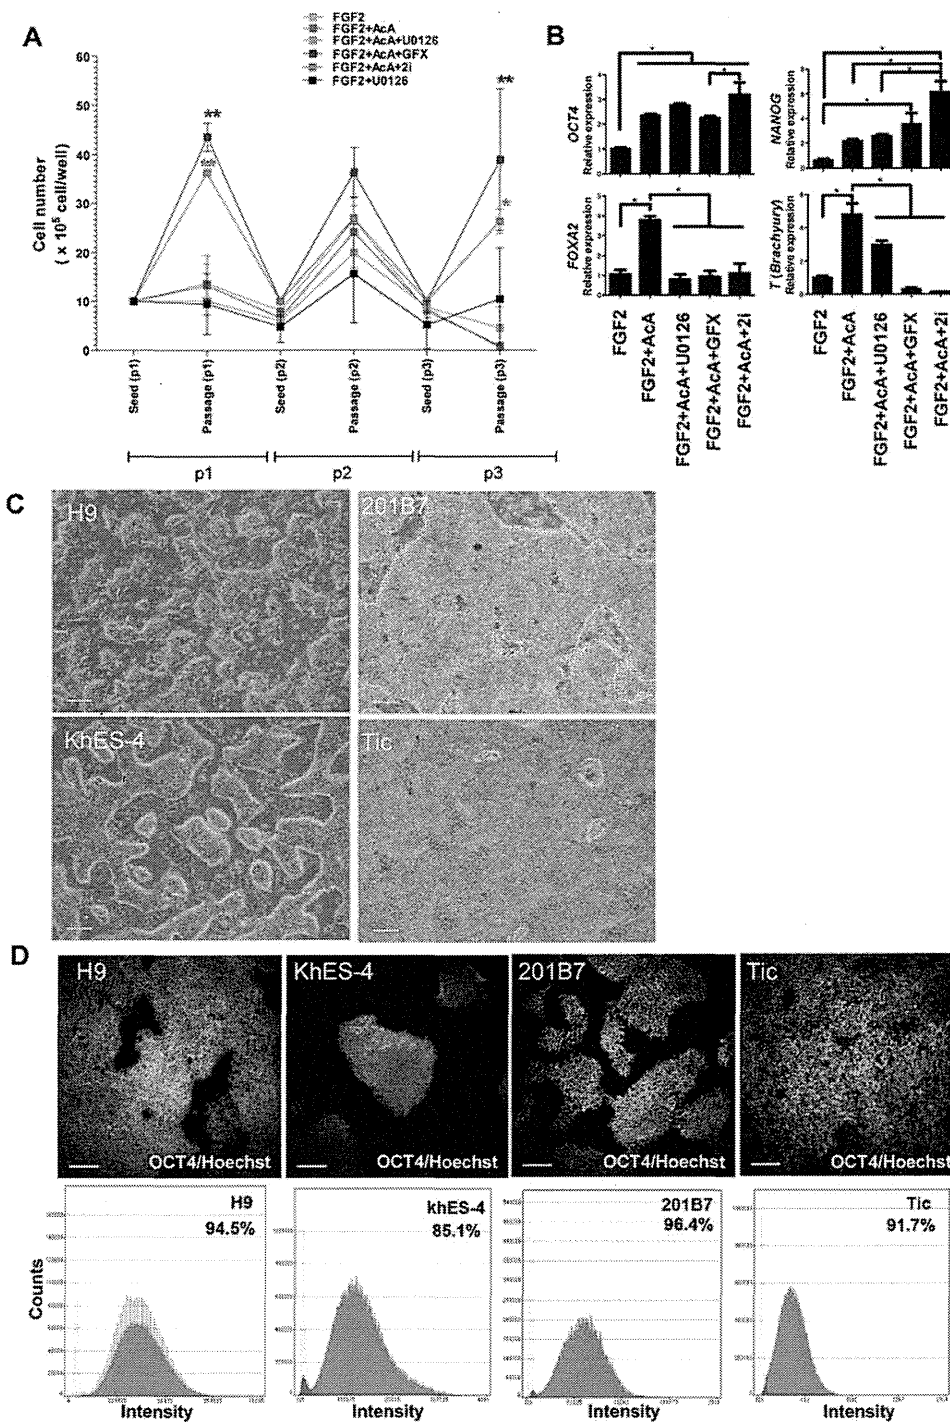 A
FGF2
FGF2+AcA
FGF2+AcA+U0126
FGF2+AcA+GFX
FGF2+AcA+2i
FGF2+U0126
Cell number
( x 10⁵ cell/well)
60
50
40
30
20
10
0
**
**
**
*
Seed (p1)
Passage (p1)
Seed (p2)
Passage (p2)
Seed (p3)
Passage (p3)
p1
p2
p3
B
OCT4
Relative expression
NANOG
Relative expression
FOXA2
Relative expression
T (Brachyury)
Relative expression
FGF2
FGF2+AcA
FGF2+AcA+U0126
FGF2+AcA+GFX
FGF2+AcA+2i
FGF2
FGF2+AcA
FGF2+AcA+U0126
FGF2+AcA+GFX
FGF2+AcA+2i
C
H9
201B7
KhES-4
Tic
D
H9
KhES-4
201B7
Tic
OCT4/Hoechst
OCT4/Hoechst
OCT4/Hoechst
OCT4/Hoechst
H9
94.5%
khES-4
85.1%
201B7
96.4%
Tic
91.7%
Counts
Intensity
Intensity
Intensity
Intensity